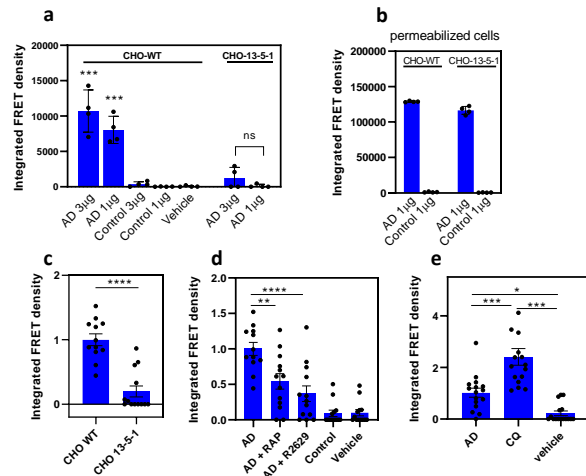 a
CHO-WT
CHO-13-5-1
Integrated FRET density
20000
15000
10000
5000
0
***
***
ns
AD 3μg
AD 1μg
Control 3μg
Control 1μg
Vehicle
AD 3μg
AD 1μg
b
permeabilized cells
CHO-WT
CHO-13-5-1
Integrated FRET density
200000
150000
100000
50000
0
AD 1μg
Control 1μg
AD 1μg
Control 1μg
c
Integrated FRET density
2
1
0
****
CHO WT
CHO 13-5-1
d
Integrated FRET density
2.0
1.5
1.0
0.5
0.0
****
**
AD
AD + RAP
AD + R2629
Control
Vehicle
e
Integrated FRET density
4
2
0
*
***
***
AD
CQ
vehicle